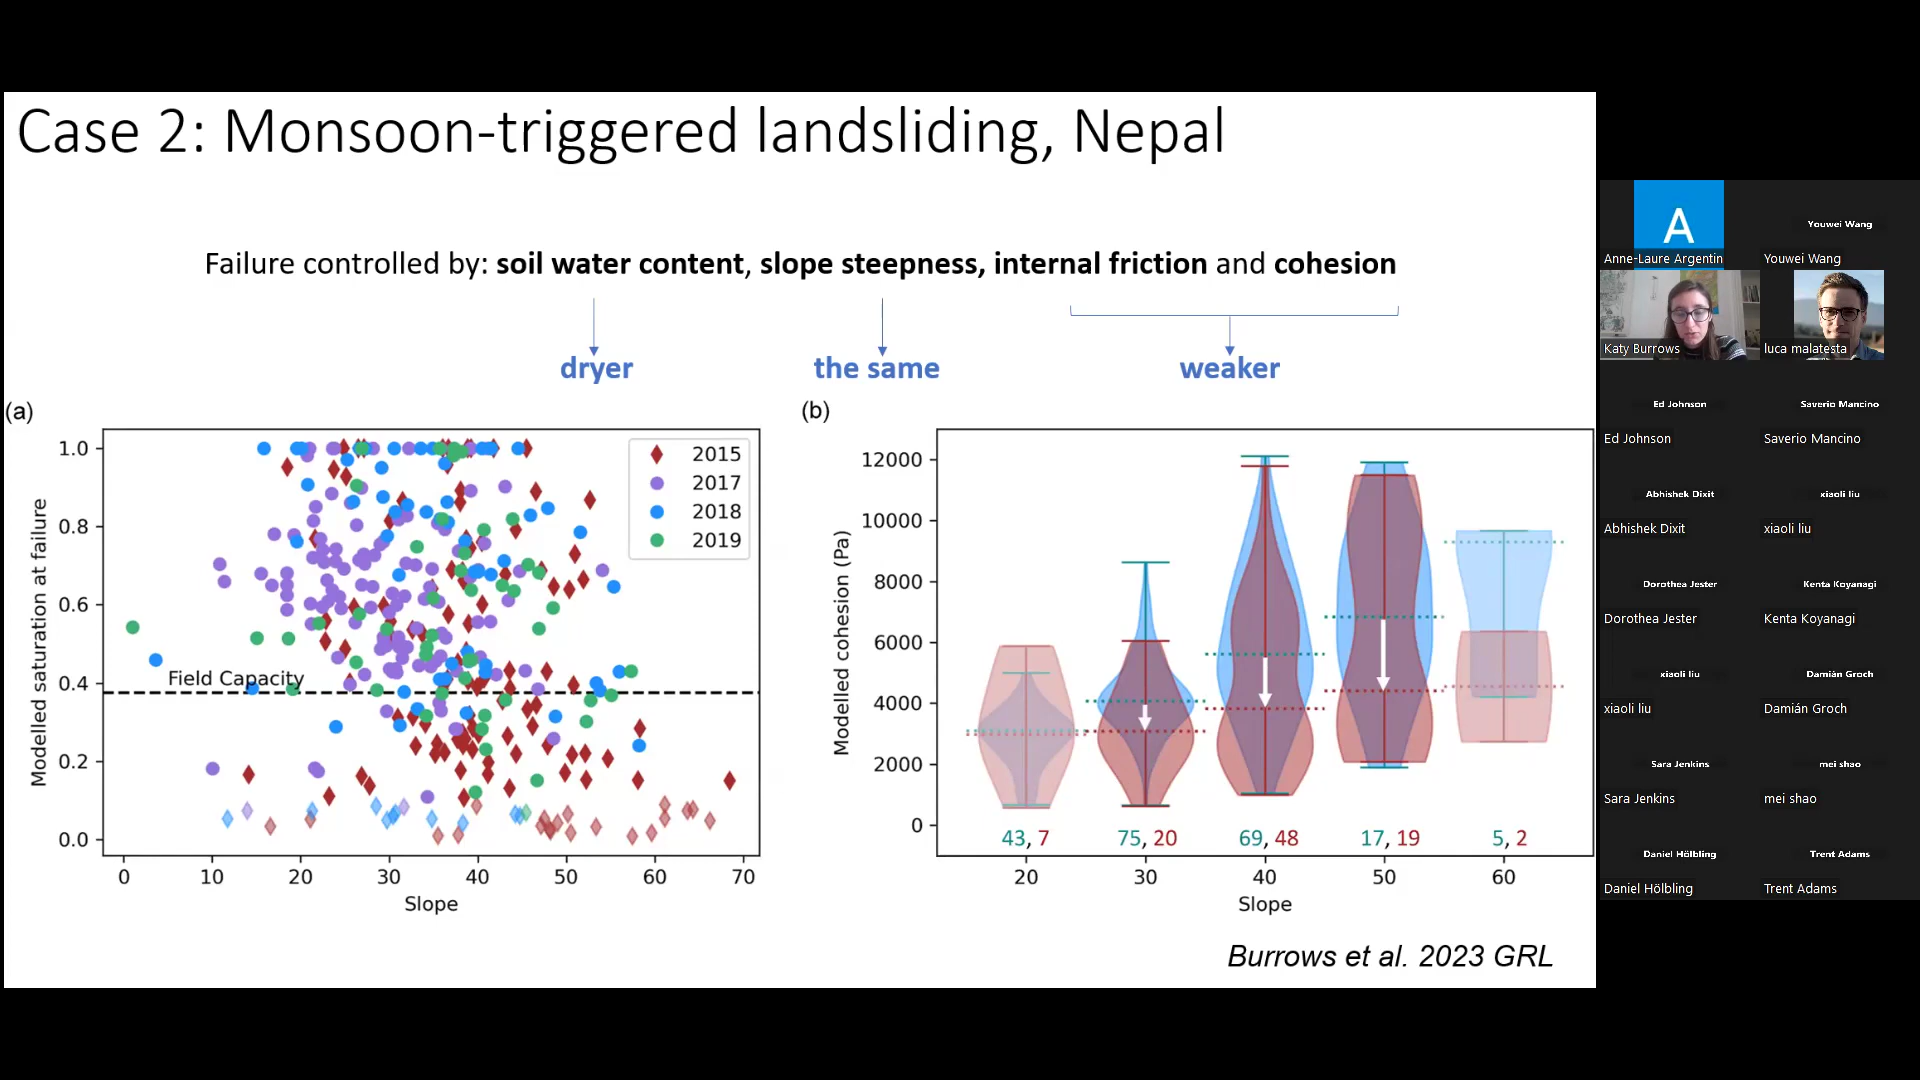 Case 2: Monsoon-triggered landsliding, Nepal
Failure controlled by: soil water content, slope steepness, internal friction and cohesion
dryer
the same
weaker
(a)
Modelled saturation at failure
1.0
0.8
0.6
0.4
0.2
0.0
Field Capacity
2015
2017
2018
2019
0 10 20 30 40 50 60 70
Slope
(b)
Modelled cohesion (Pa)
12000
10000
8000
6000
4000
2000
0
43, 7
75, 20
69, 48
17, 19
5, 2
20 30 40 50 60
Slope
Burrows et al. 2023 GRL
A
Anne-Laure Argentin
Youwei Wang
Youwei Wang
Katy Burrows
luca malatesta
Ed Johnson
Ed Johnson
Saverio Mancino
Saverio Mancino
Abhishek Dixit
Abhishek Dixit
xiaoli liu
xiaoli liu
Dorothea Jester
Dorothea Jester
Kenta Koyanagi
Kenta Koyanagi
xiaoli liu
xiaoli liu
Damián Groch
Damián Groch
Sara Jenkins
Sara Jenkins
mei shao
mei shao
Daniel Hölbling
Daniel Hölbling
Trent Adams
Trent Adams